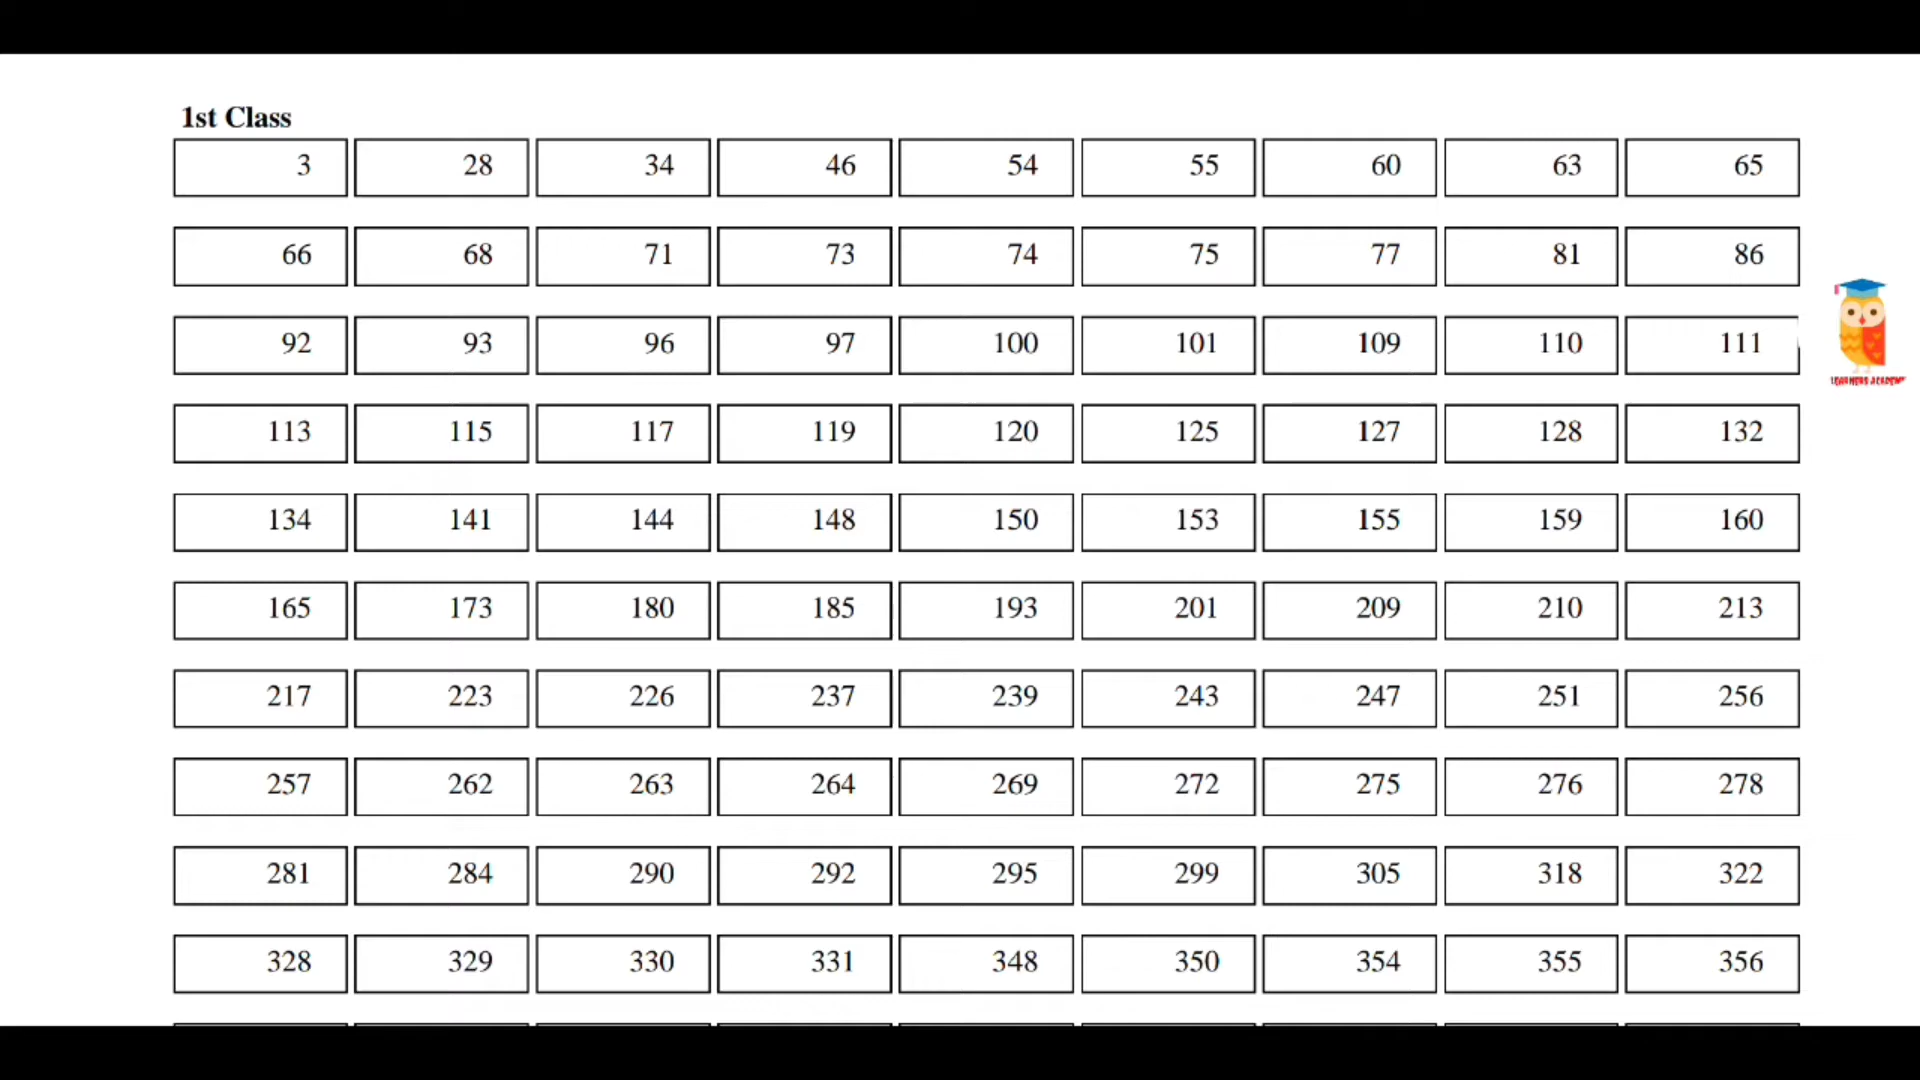 1st Class
3 28 34 46 54 55 60 63 65
66 68 71 73 74 75 77 81 86
92 93 96 97 100 101 109 110 111
LEARNERS ACADEMY
113 115 117 119 120 125 127 128 132
134 141 144 148 150 153 155 159 160
165 173 180 185 193 201 209 210 213
217 223 226 237 239 243 247 251 256
257 262 263 264 269 272 275 276 278
281 284 290 292 295 299 305 318 322
328 329 330 331 348 350 354 355 356